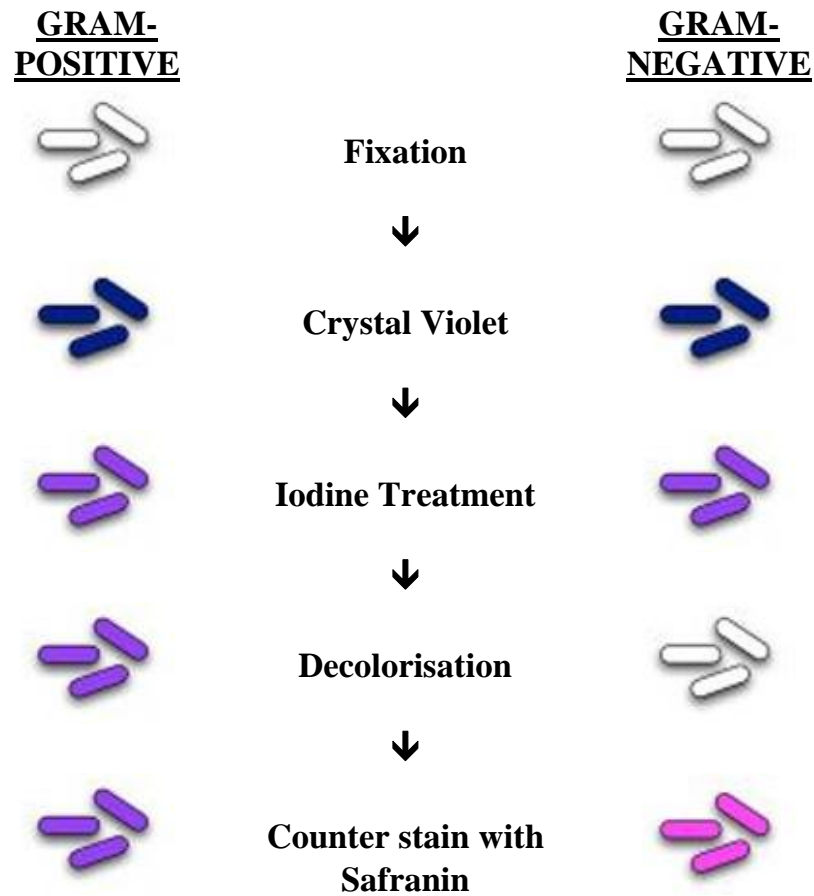 GRAM-
POSITIVE
GRAM-
NEGATIVE
Fixation
Crystal Violet
Iodine Treatment
Decolorisation
Counter stain with
Safranin